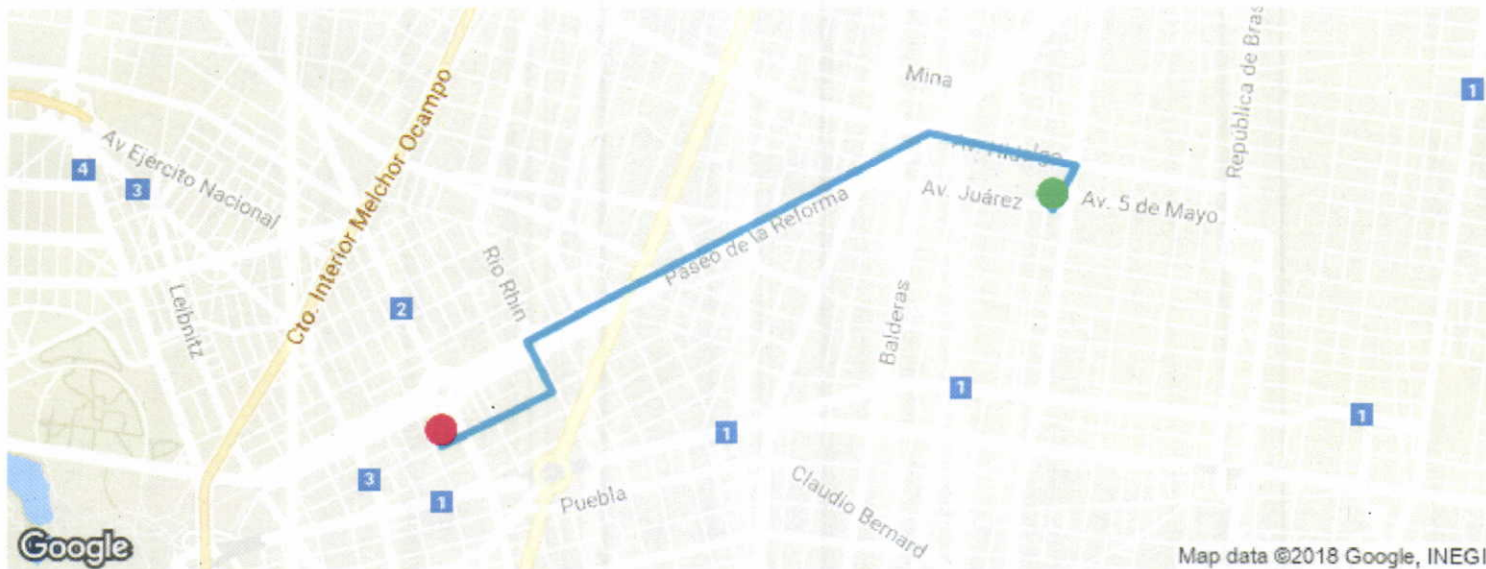 Mina
República de Bras
1
Av Ejercito Nacional
4
3
Cto. Interior Melchor Ocampo
Av. Hidalgo
Av. Juárez
Av. 5 de Mayo
Paseo de la Reforma
Rio Rhin
Leibnitz
2
Balderas
1
1
1
3
1
Puebla
Claudio Bernard
Google
Map data ©2018 Google, INEGI